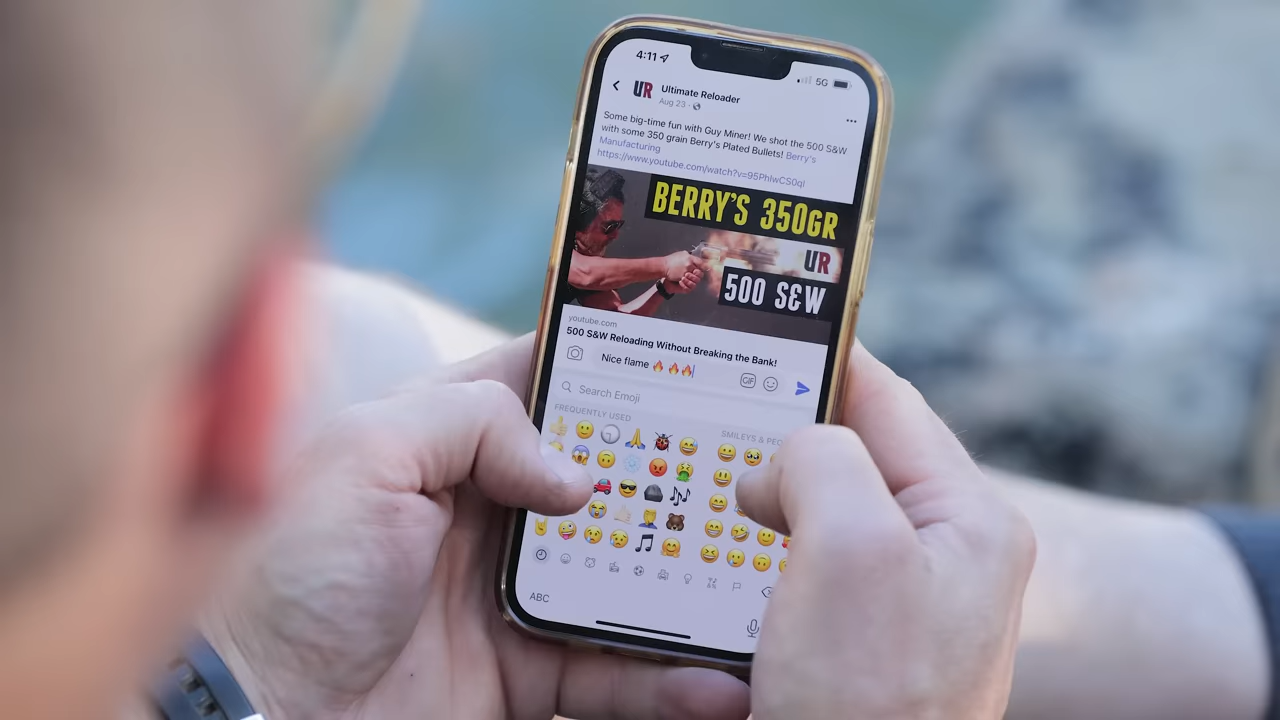 4:11
5G
UR
Ultimate Reloader
Aug 23
Some big-time fun with Guy Miner! We shot the 500 S&W
with some 350 grain Berry's Plated Bullets! Berry's
Manufacturing
https://www.youtube.com/watch?v=95PhlwCS0qI
BERRY'S 350GR
UR
500 S&W
youtube.com
500 S&W Reloading Without Breaking the Bank!
Nice flame 🔥🔥🔥
GIF
Search Emoji
FREQUENTLY USED
SMILEYS &
ABC